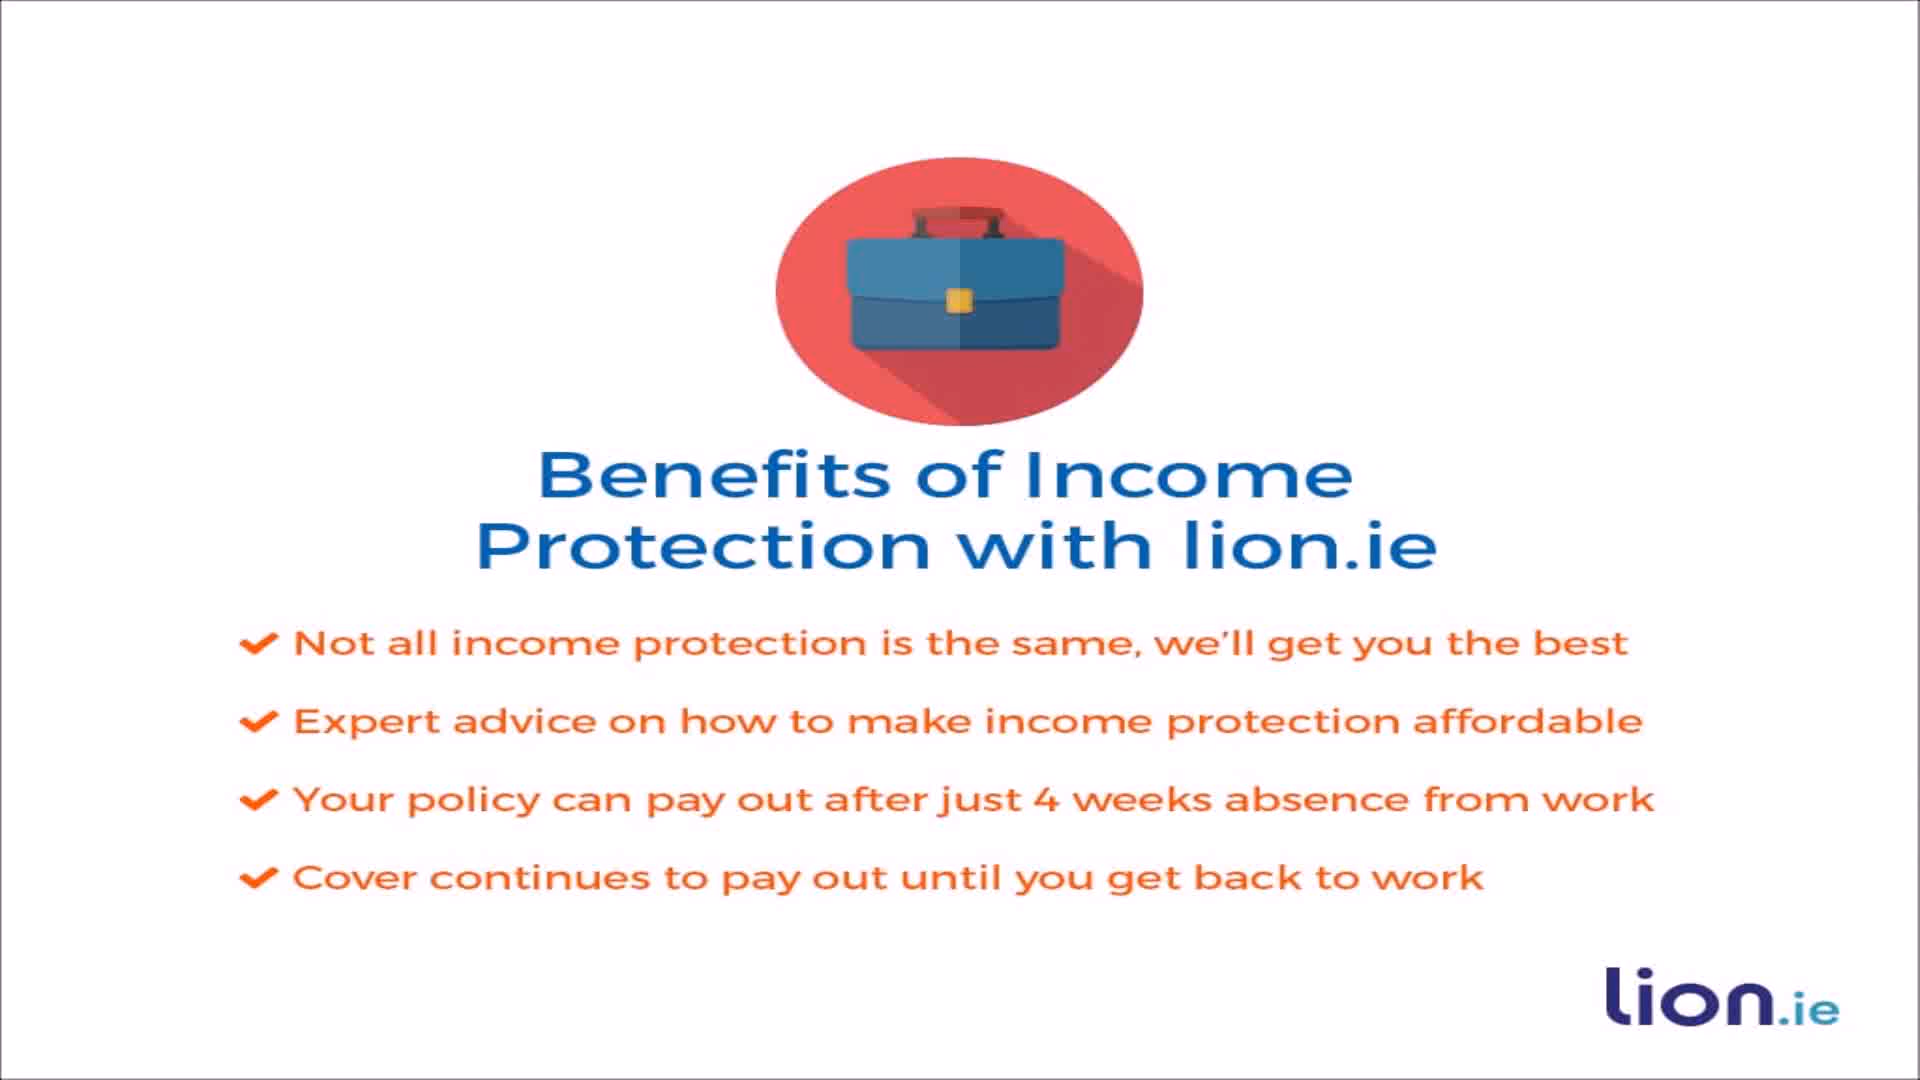 Benefits of Income
Protection with lion.ie
Not all income protection is the same, we'll get you the best
Expert advice on how to make income protection affordable
Your policy can pay out after just 4 weeks absence from work
Cover continues to pay out until you get back to work
lion.ie